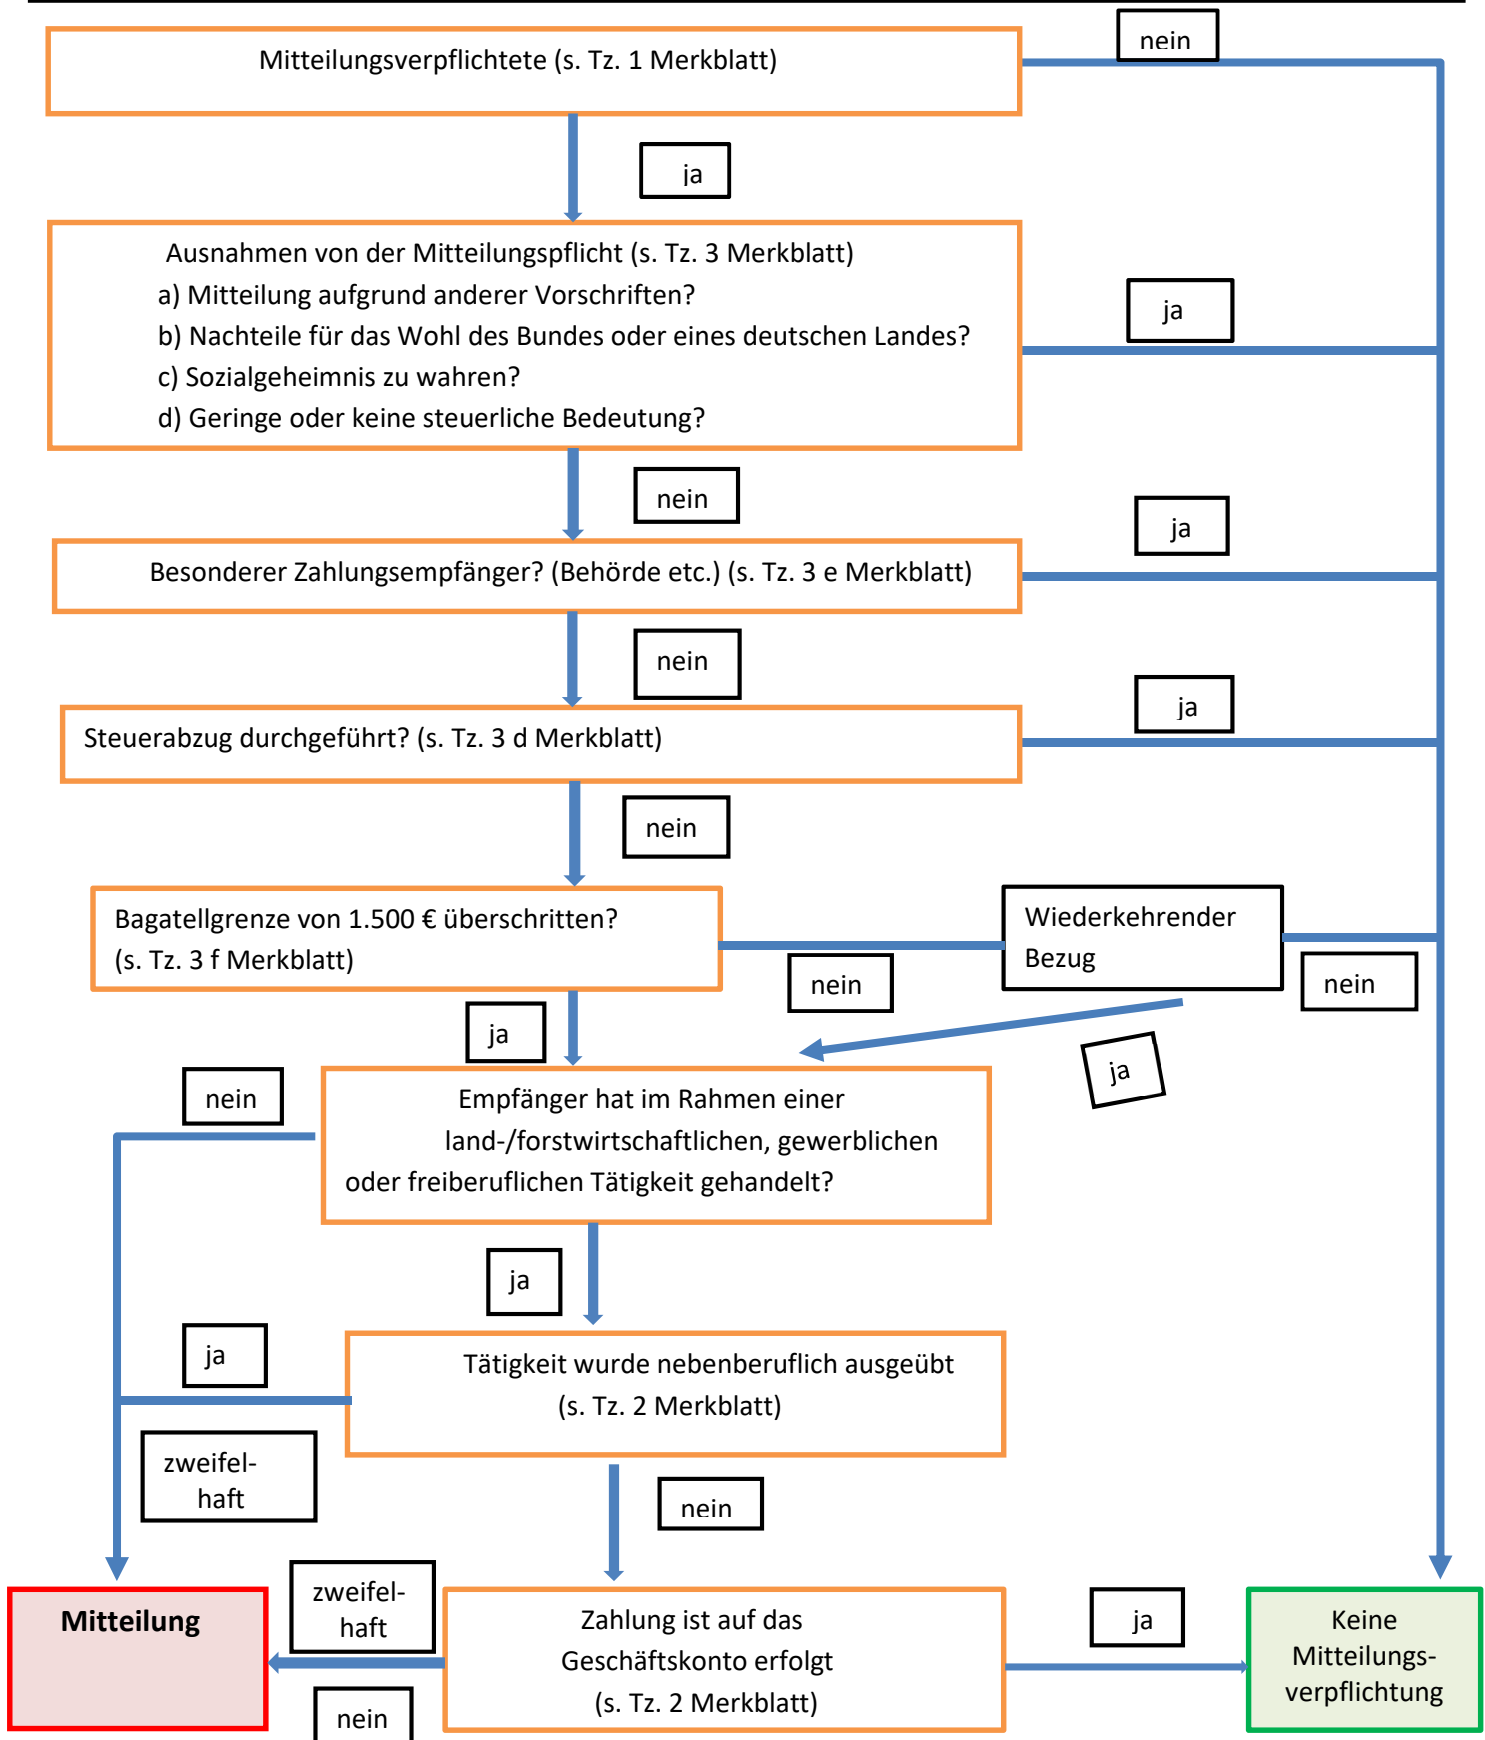 nein
Mitteilungsverpflichtete (s. Tz. 1 Merkblatt)
ja
Ausnahmen von der Mitteilungspflicht (s. Tz. 3 Merkblatt)
a) Mitteilung aufgrund anderer Vorschriften?
b) Nachteile für das Wohl des Bundes oder eines deutschen Landes?
c) Sozialgeheimnis zu wahren?
d) Geringe oder keine steuerliche Bedeutung?
ja
nein
ja
Besonderer Zahlungsempfänger? (Behörde etc.) (s. Tz. 3 e Merkblatt)
nein
ja
Steuerabzug durchgeführt? (s. Tz. 3 d Merkblatt)
nein
Bagatellgrenze von 1.500 € überschritten?
(s. Tz. 3 f Merkblatt)
nein
Wiederkehrender
Bezug
nein
ja
ja
nein
Empfänger hat im Rahmen einer
land-/forstwirtschaftlichen, gewerblichen
oder freiberuflichen Tätigkeit gehandelt?
ja
ja
Tätigkeit wurde nebenberuflich ausgeübt
(s. Tz. 2 Merkblatt)
zweifel-
haft
nein
Mitteilung
zweifel-
haft
nein
Zahlung ist auf das
Geschäftskonto erfolgt
(s. Tz. 2 Merkblatt)
ja
Keine
Mitteilungs-
verpflichtung